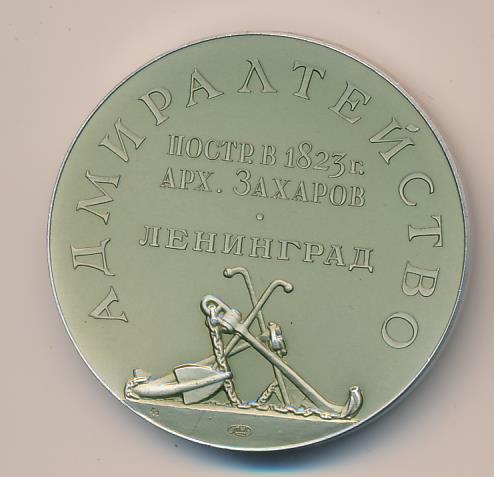 АДМИРАЛТЕЙСТВО
ПОСТР. В 1823 г.
АРХ. ЗАХАРОВ
ЛЕНИНГРАД